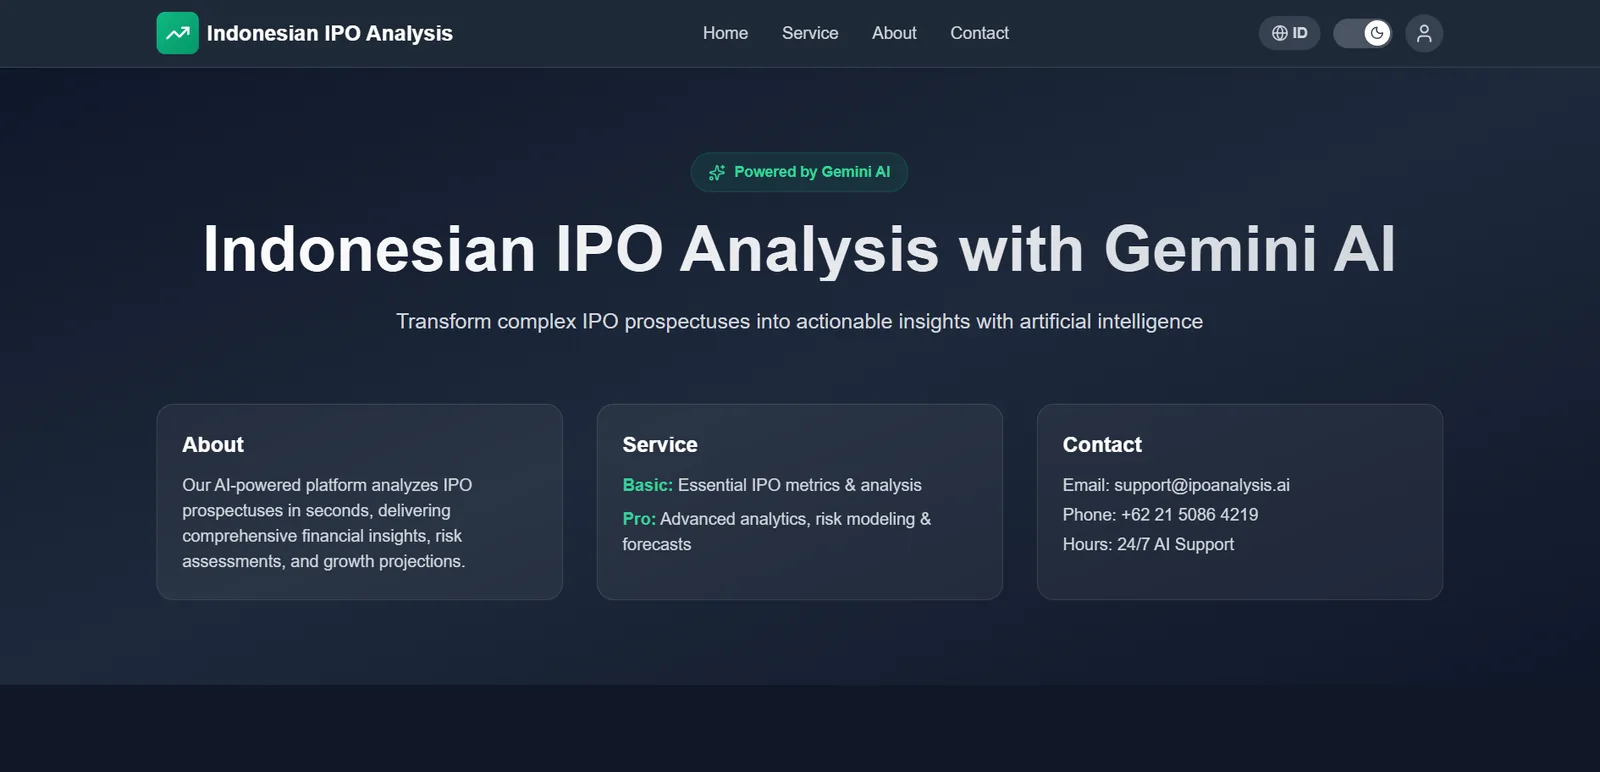 Indonesian IPO Analysis
Home
Service
About
Contact
ID
Powered by Gemini AI
Indonesian IPO Analysis with Gemini AI
Transform complex IPO prospectuses into actionable insights with artificial intelligence
About
Our AI-powered platform analyzes IPO
prospectuses in seconds, delivering
comprehensive financial insights, risk
assessments, and growth projections.
Service
Basic: Essential IPO metrics & analysis
Pro: Advanced analytics, risk modeling &
forecasts
Contact
Email: support@ipoanalysis.ai
Phone: +62 21 5086 4219
Hours: 24/7 AI Support